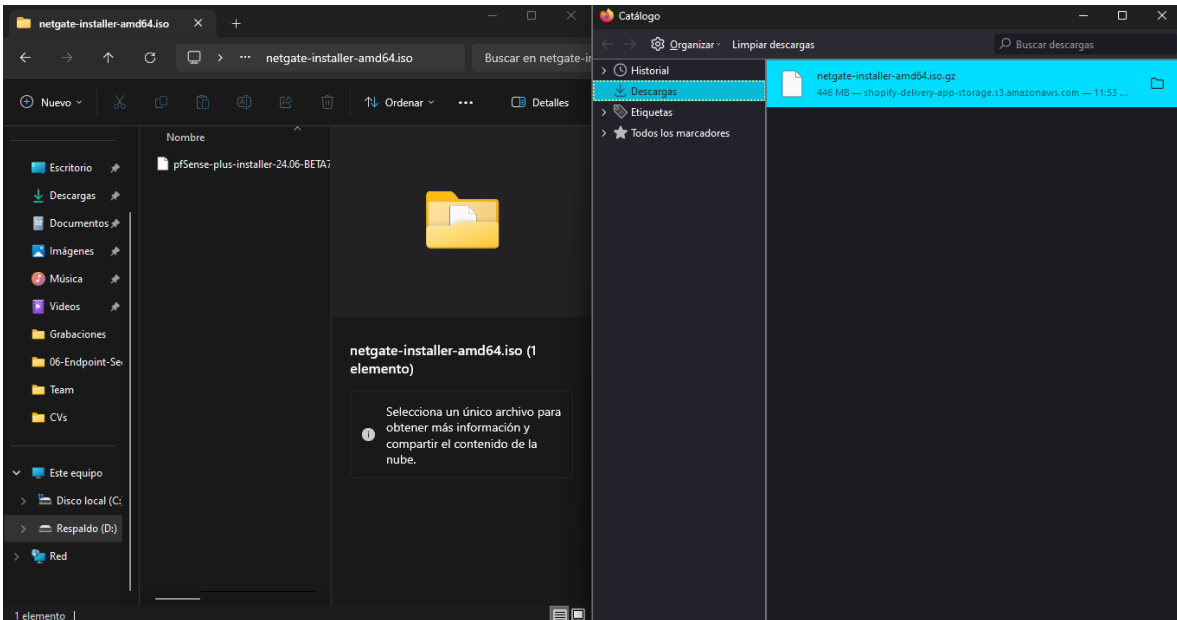 netgate-installer-amd64.iso
netgate-installer-amd64.iso
Buscar en netgate-in
Nuevo
Ordenar
Detalles
Escritorio
Descargas
Documentos
Imágenes
Música
Videos
Grabaciones
06-Endpoint-Se
Team
CVs
Este equipo
Disco local (C:)
Respaldo (D:)
Red
Nombre
pfSense-plus-installer-24.06-BETA7
netgate-installer-amd64.iso (1
elemento)
Selecciona un único archivo para
obtener más información y
compartir el contenido de la
nube.
1 elemento
Catálogo
Organizar
Limpiar descargas
Buscar descargas
Historial
Descargas
Etiquetas
Todos los marcadores
netgate-installer-amd64.iso.gz
446 MB — shopify-delivery-app-storage.s3.amazonaws.com — 11:53 ...